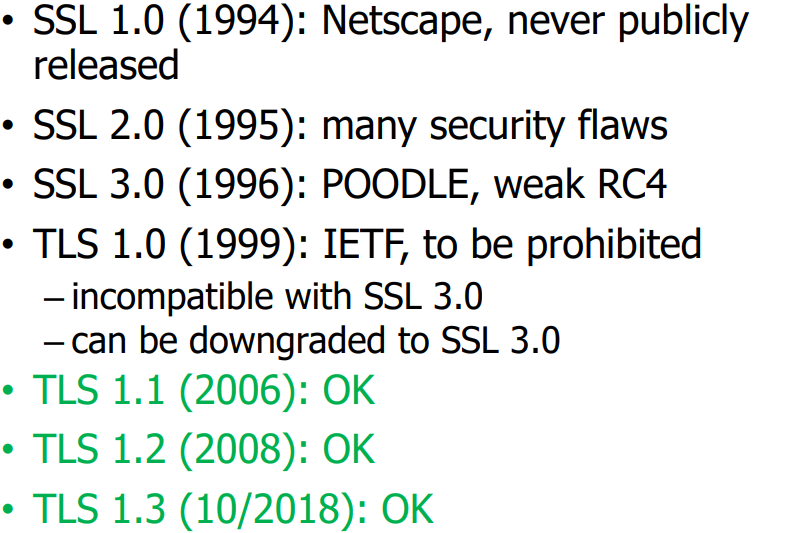 • SSL 1.0 (1994): Netscape, never publicly
released
• SSL 2.0 (1995): many security flaws
• SSL 3.0 (1996): POODLE, weak RC4
• TLS 1.0 (1999): IETF, to be prohibited
– incompatible with SSL 3.0
– can be downgraded to SSL 3.0
• TLS 1.1 (2006): OK
• TLS 1.2 (2008): OK
• TLS 1.3 (10/2018): OK